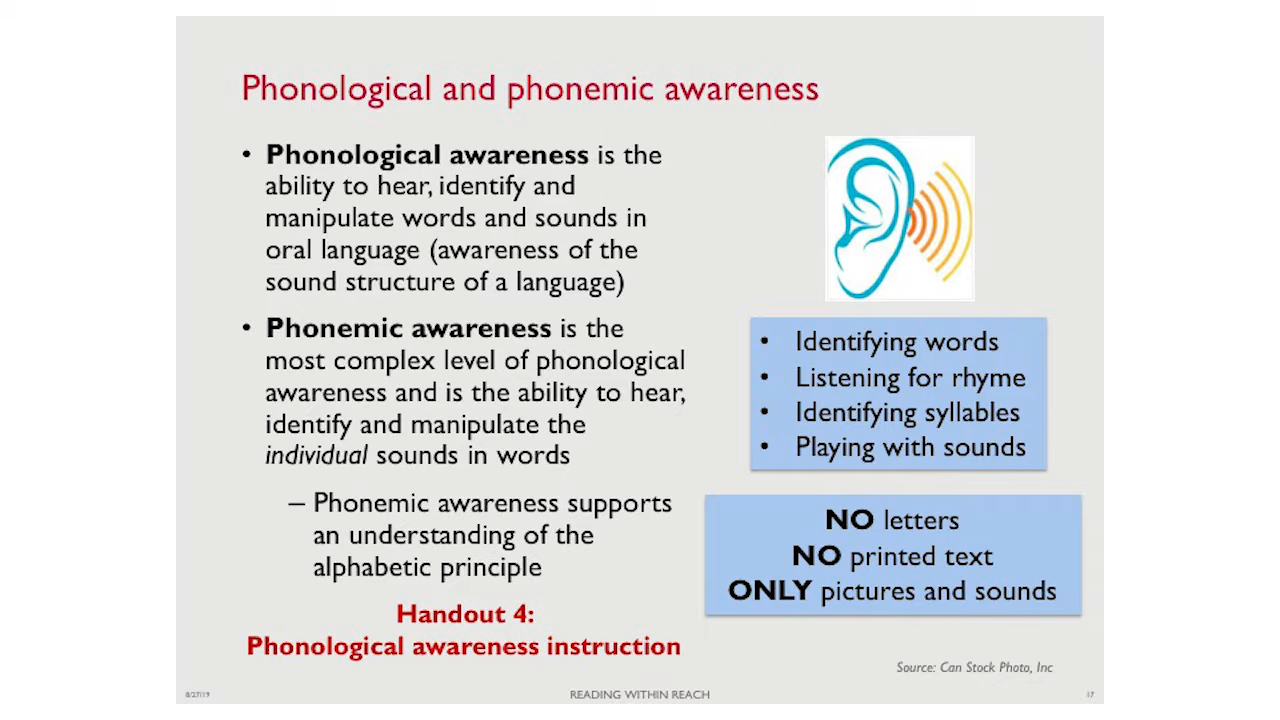 Phonological and phonemic awareness
• Phonological awareness is the
ability to hear, identify and
manipulate words and sounds in
oral language (awareness of the
sound structure of a language)
• Phonemic awareness is the
most complex level of phonological
awareness and is the ability to hear,
identify and manipulate the
individual sounds in words
– Phonemic awareness supports
an understanding of the
alphabetic principle
Handout 4:
Phonological awareness instruction
• Identifying words
• Listening for rhyme
• Identifying syllables
• Playing with sounds
NO letters
NO printed text
ONLY pictures and sounds
Source: Can Stock Photo, Inc
8/27/19
READING WITHIN REACH
17